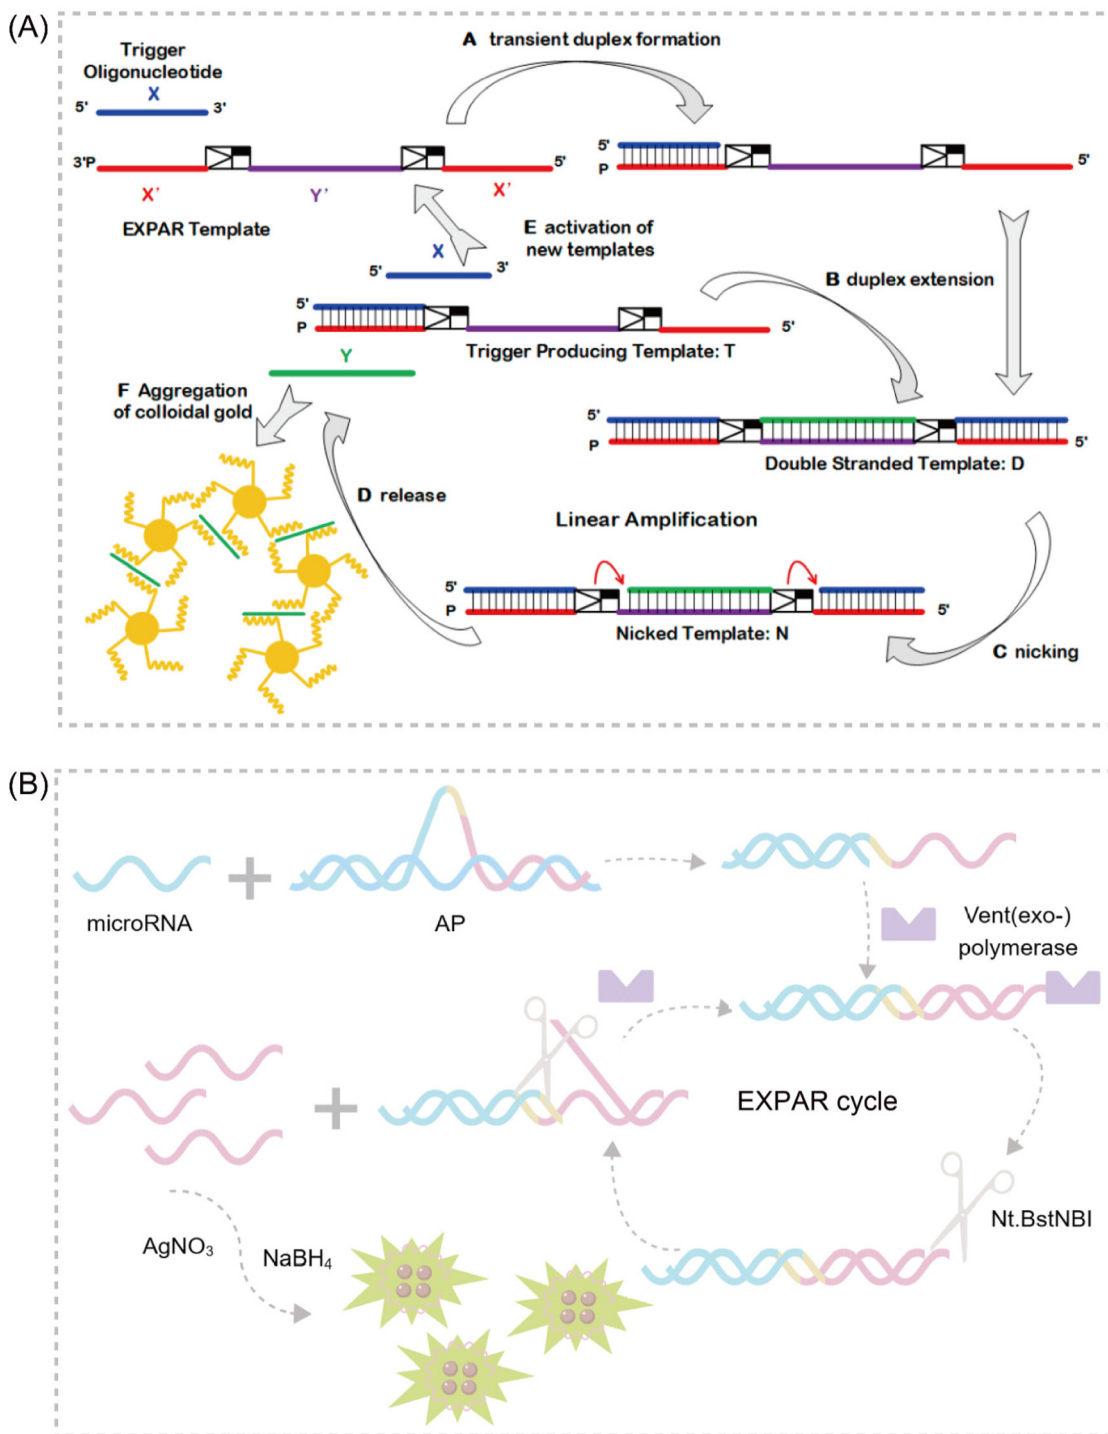 (A)
A transient duplex formation
Trigger
Oligonucleotide
X
5'
3'
5'
P
5'
3'P
5'
X'
Y'
X'
EXPAR Template
E activation of
new templates
X
5'
3'
B duplex extension
5'
P
5'
Trigger Producing Template: T
Y
F Aggregation
of colloidal gold
5'
P
5'
Double Stranded Template: D
D release
Linear Amplification
5'
P
5'
Nicked Template: N
C nicking
(B)
microRNA
AP
Vent(exo-)
polymerase
EXPAR cycle
Nt.BstNBI
AgNO₃
NaBH₄